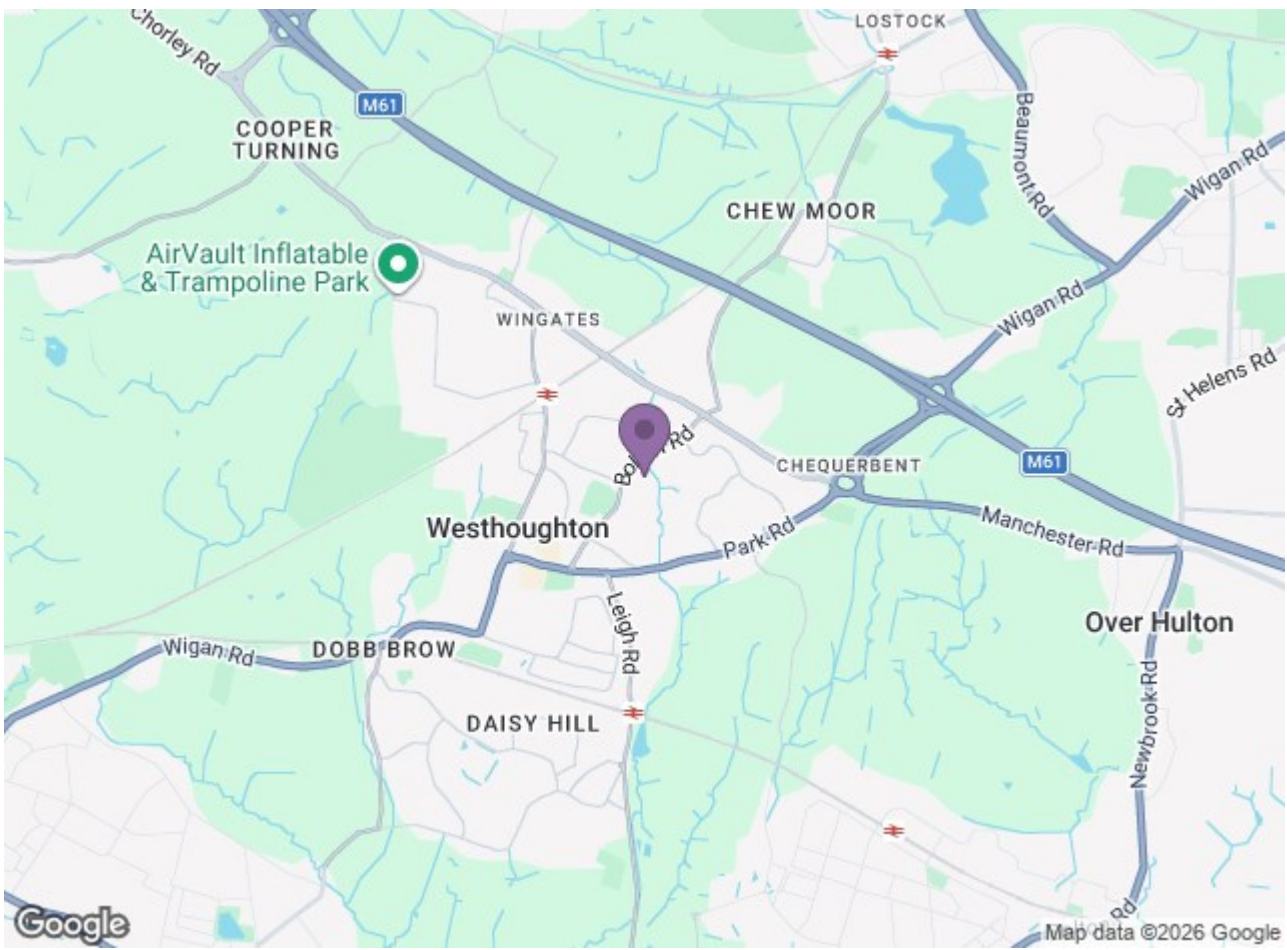 LOSTOCK
Chorley Rd
M61
COOPER
TURNING
Beaumont Rd
Wigan Rd
CHEW MOOR
AirVault Inflatable
& Trampoline Park
Wigan Rd
WINGATES
St Helens Rd
Rd
CHEQUERBENT
M61
Westhoughton
Park Rd
Manchester Rd
Leigh Rd
Over Hulton
Wigan Rd
DOBB BROW
Newbrook Rd
DAISY HILL
Google
Rd
Map data ©2026 Google